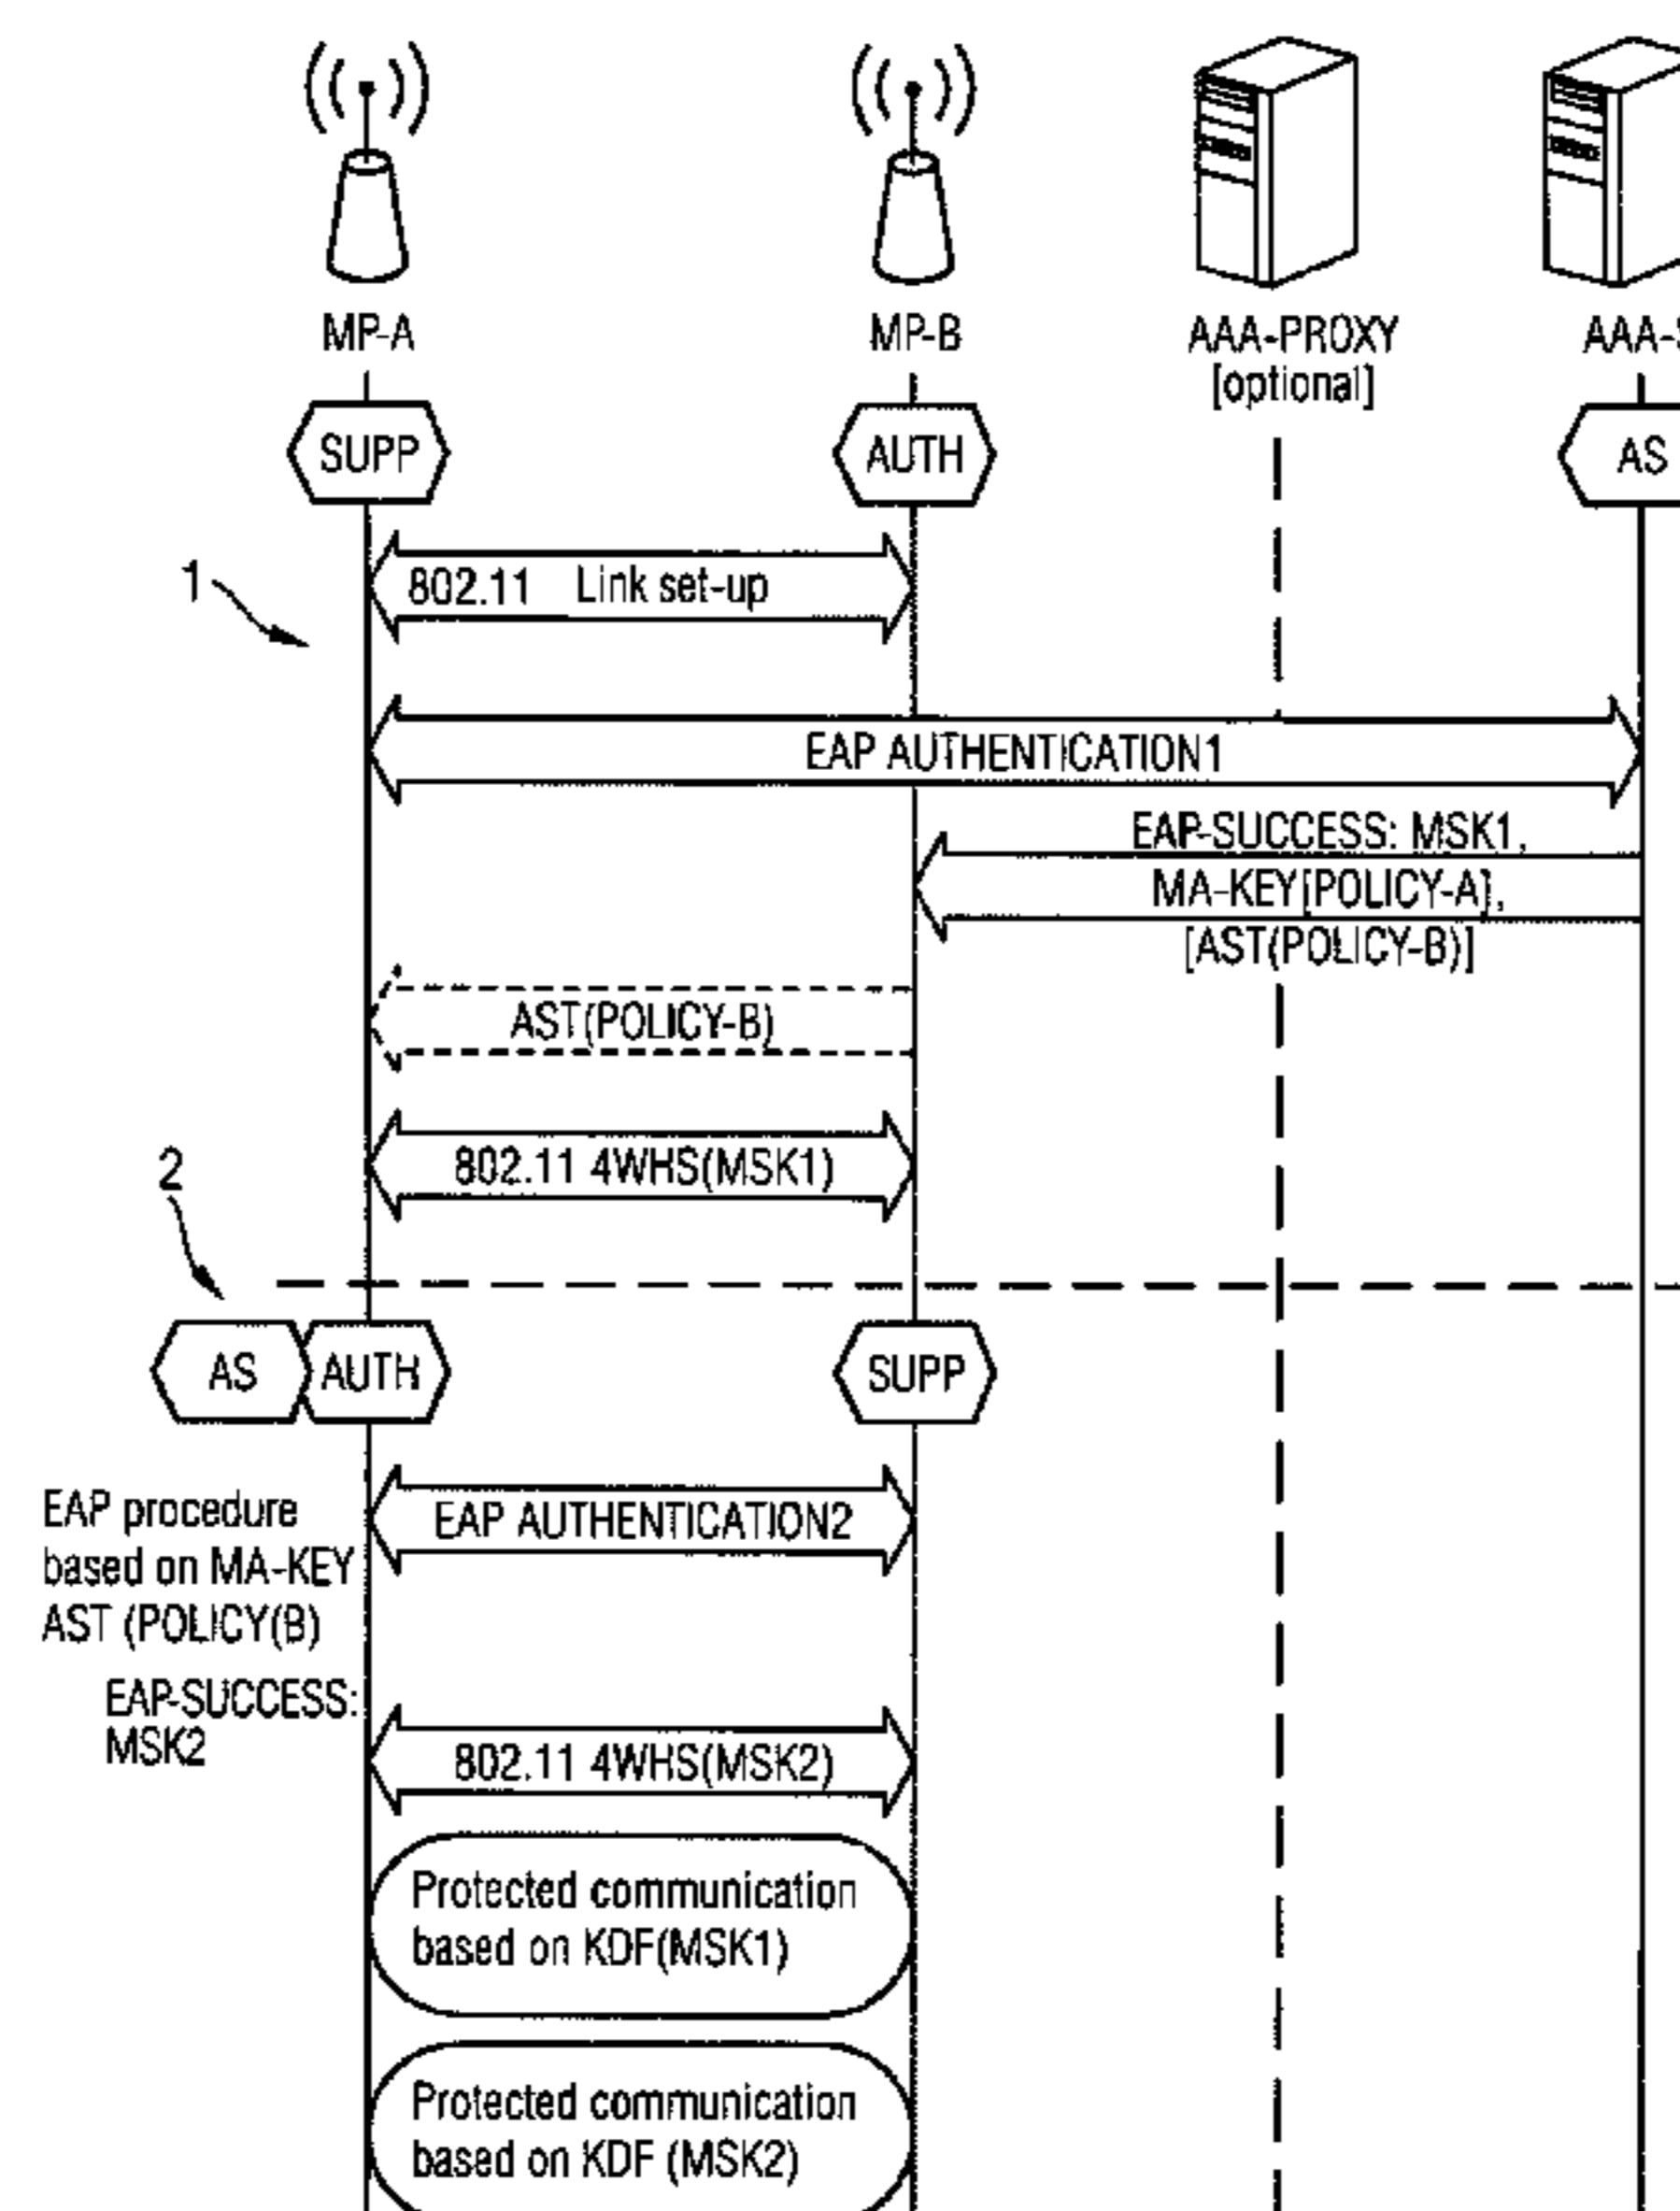 MP-A
MP-B
AAA-PROXY
[optional]
AAA-
SUPP
AUTH
AS
1
802.11 Link set-up
EAP AUTHENTICATION1
EAP-SUCCESS: MSK1,
MA-KEY[POLICY-A],
[AST(POLICY-B)]
AST(POLICY-B)
802.11 4WHS(MSK1)
2
AS
AUTH
SUPP
EAP AUTHENTICATION2
EAP procedure
based on MA-KEY
AST (POLICY(B)
EAP-SUCCESS:
MSK2
802.11 4WHS(MSK2)
Protected communication
based on KDF(MSK1)
Protected communication
based on KDF (MSK2)